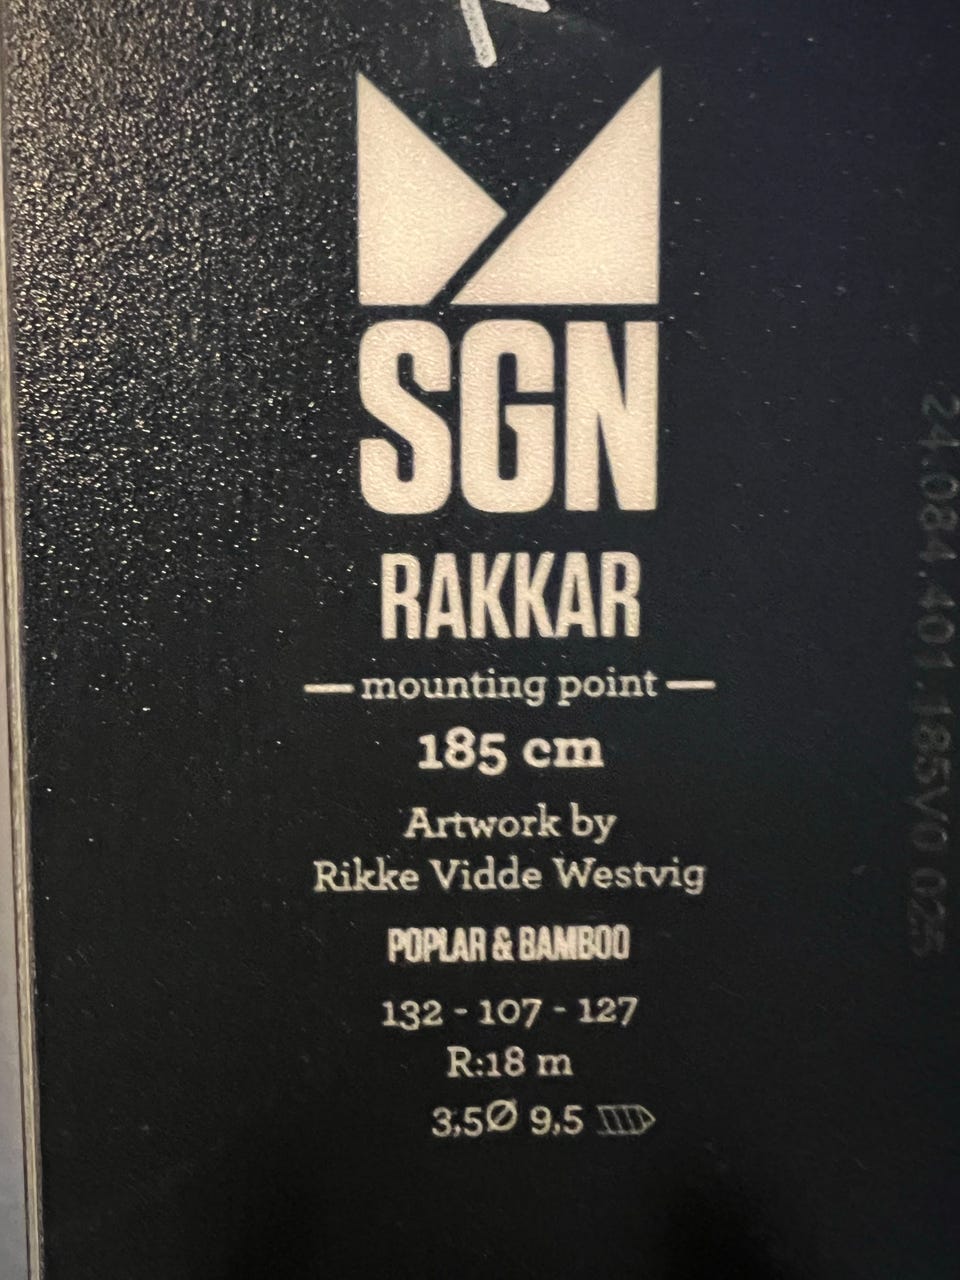 SGN
RAKKAR
mounting point
185 cm
Artwork by
Rikke Vidde Westvig
POPLAR & BAMBOO
132 - 107 - 127
R:18 m
3,5Ø 9,5
24.084.401.185V0 025